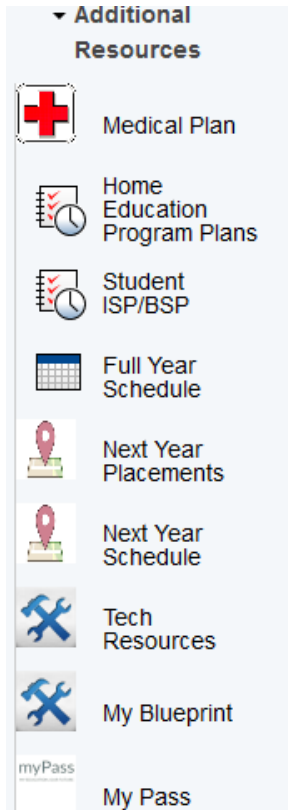 Additional
Resources
Medical Plan
Home
Education
Program Plans
Student
ISP/BSP
Full Year
Schedule
Next Year
Placements
Next Year
Schedule
Tech
Resources
My Blueprint
myPass
My Pass